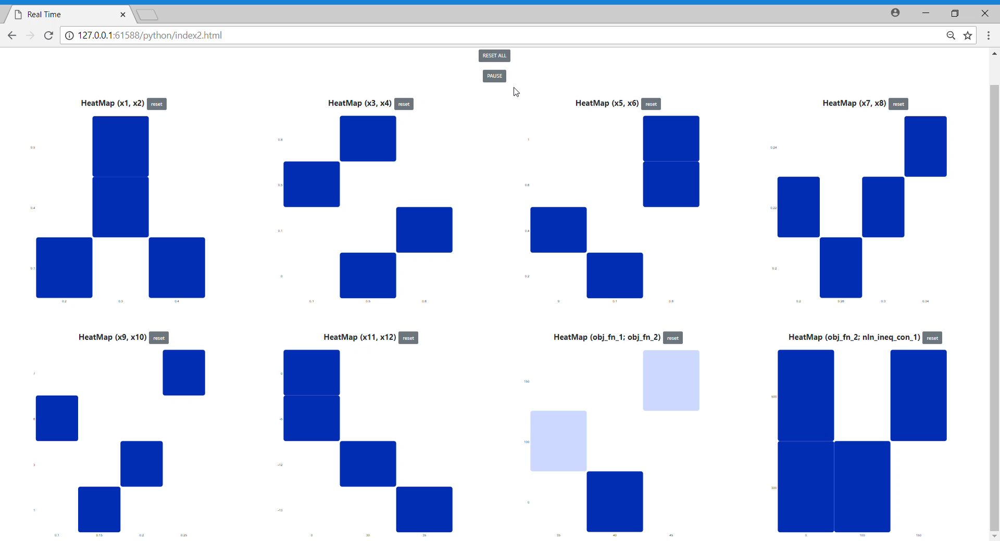 Real Time
127.0.0.1:61588/python/index2.html
RESET ALL
PAUSE
HeatMap (x1, x2) reset
HeatMap (x3, x4) reset
HeatMap (x5, x6) reset
HeatMap (x7, x8) reset
0.5
0.4
0.1
0.2 0.3 0.4
0.8
0.5
0.1
0
0.1 0.5 0.6
1
0.4
0.2
0 0.1
0.24
0.22
0.2
0.2 0.26 0.3 0.34
HeatMap (x9, x10) reset
HeatMap (x11, x12) reset
HeatMap (obj_fn_1; obj_fn_2) reset
HeatMap (obj_fn_2; nln_ineq_con_1) reset
7
6
3
1
0.1 0.15 0.2 0.25
0
-12
-13
0 30 35
150
100
0
35 40 45
500
300
0 100 150